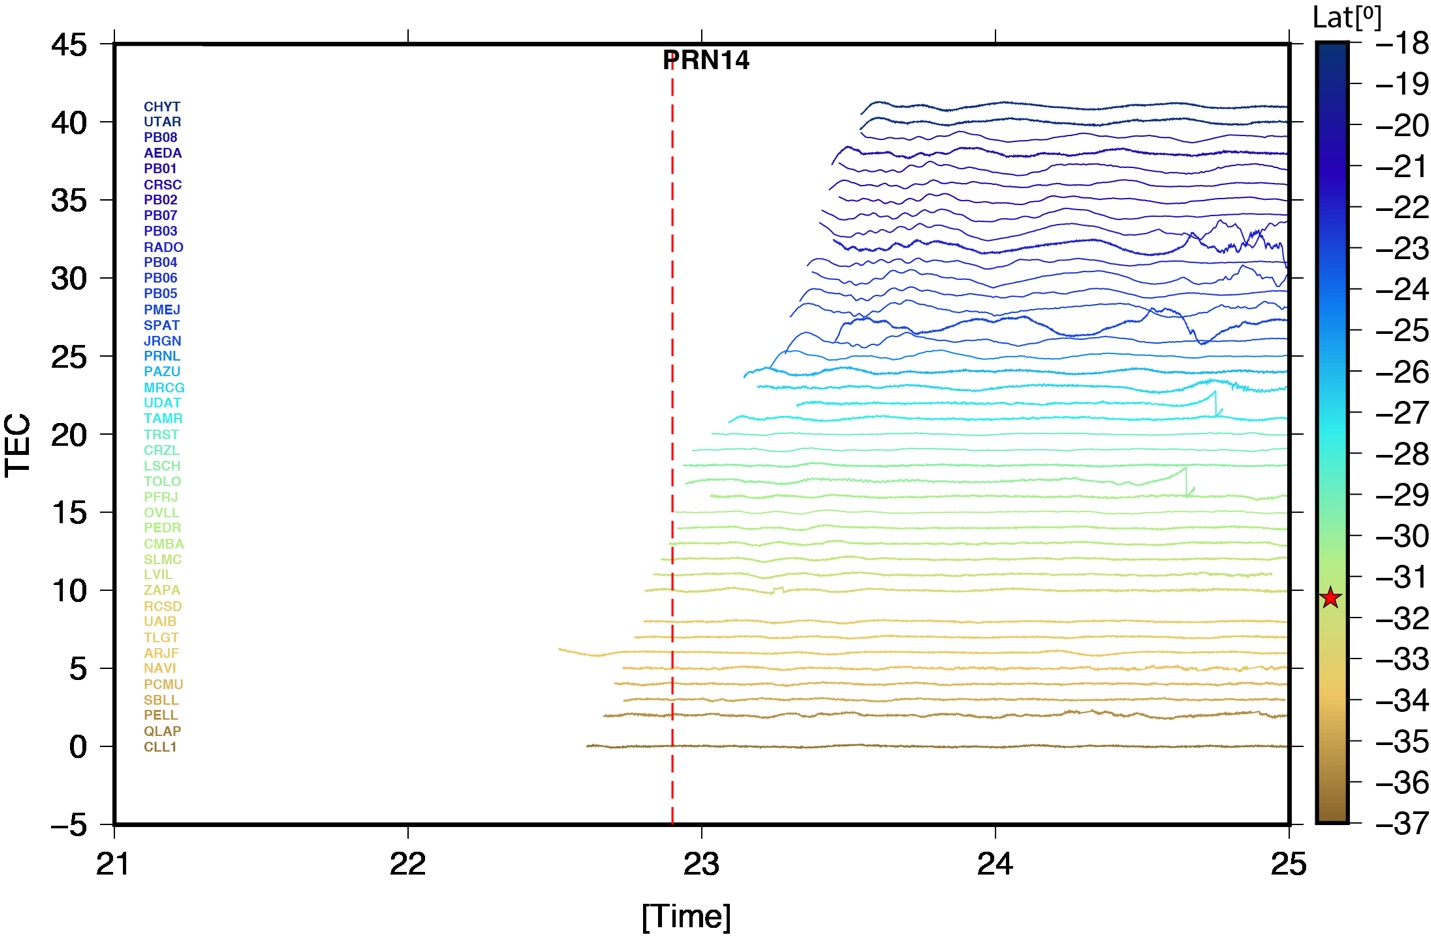 Lat[º]
PRN14
45
40
35
30
25
20
15
10
5
0
−5
TEC
CHYT
UTAR
PB08
AEDA
PB01
CRSC
PB02
PB07
PB03
RADO
PB04
PB06
PB05
PMEJ
SPAT
JRGN
PRNL
PAZU
MRCG
UDAT
TAMR
TRST
CRZL
LSCH
TOLO
PFRJ
OVLL
PEDR
CMBA
SLMC
LVIL
ZAPA
RCSD
UAIB
TLGT
ARJF
NAVI
PCMU
SBLL
PELL
QLAP
CLL1
21 22 23 24 25
[Time]
−18
−19
−20
−21
−22
−23
−24
−25
−26
−27
−28
−29
−30
−31
−32
−33
−34
−35
−36
−37